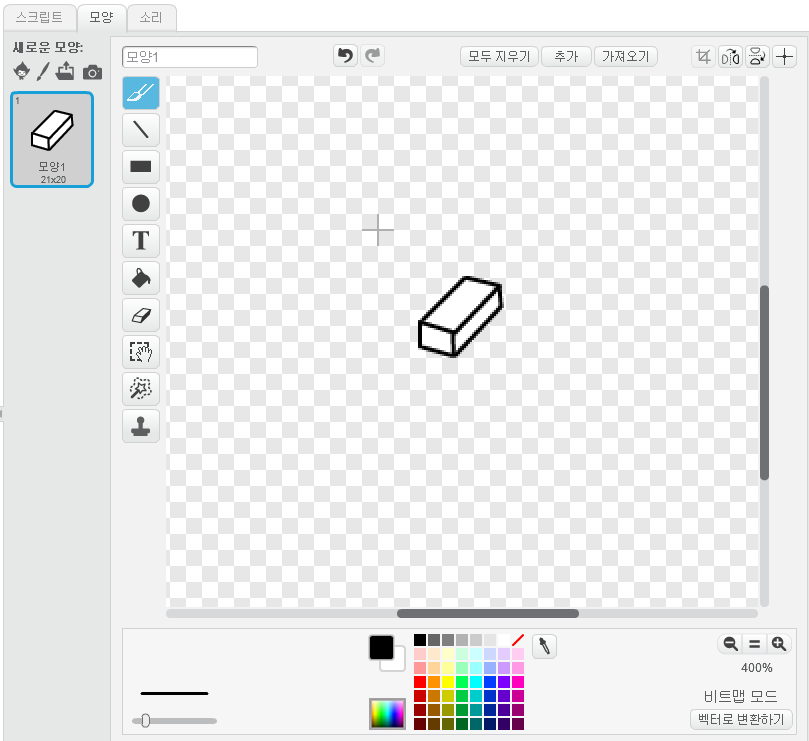 스크립트 모양 소리
새로운 모양:
모양1
모두 지우기 추가 가져오기
1
모양1
21x20
T
400%
비트맵 모드
벡터로 변환하기